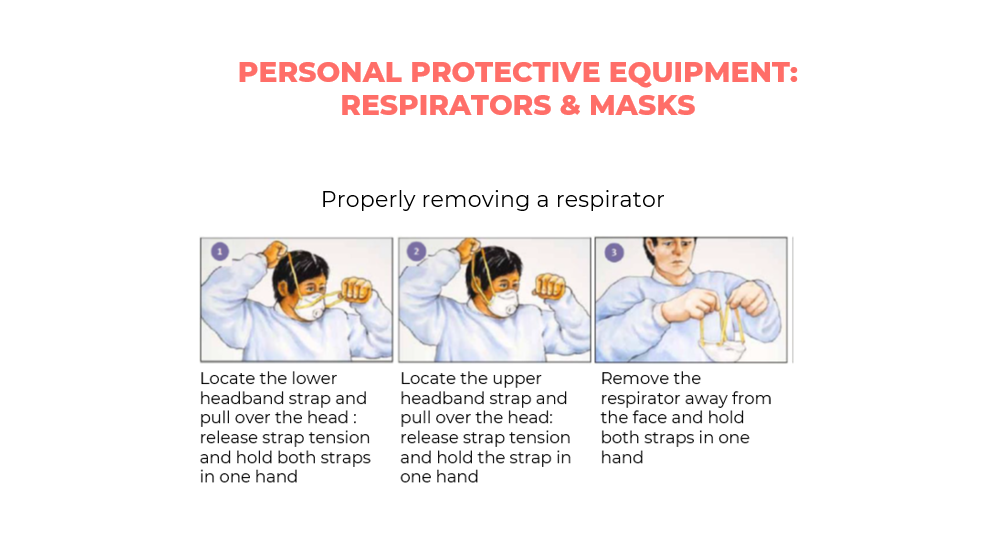 PERSONAL PROTECTIVE EQUIPMENT:
RESPIRATORS & MASKS
Properly removing a respirator
1
2
3
Locate the lower
headband strap and
pull over the head :
release strap tension
and hold both straps
in one hand
Locate the upper
headband strap and
pull over the head:
release strap tension
and hold the strap in
one hand
Remove the
respirator away from
the face and hold
both straps in one
hand